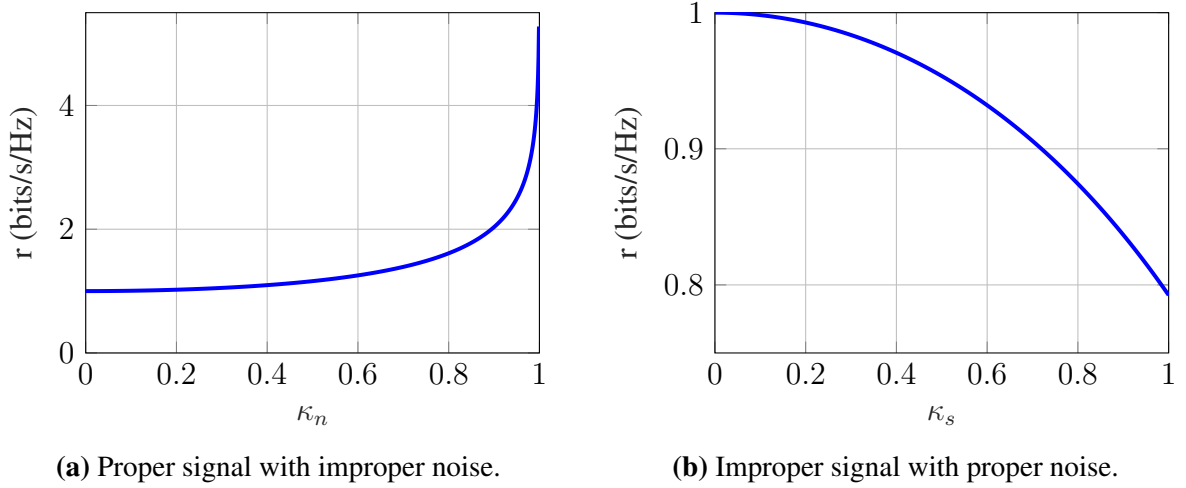 4
2
0
r (bits/s/Hz)
0 0.2 0.4 0.6 0.8 1
κₙ
(a) Proper signal with improper noise.
1
0.9
0.8
r (bits/s/Hz)
0 0.2 0.4 0.6 0.8 1
κₛ
(b) Improper signal with proper noise.